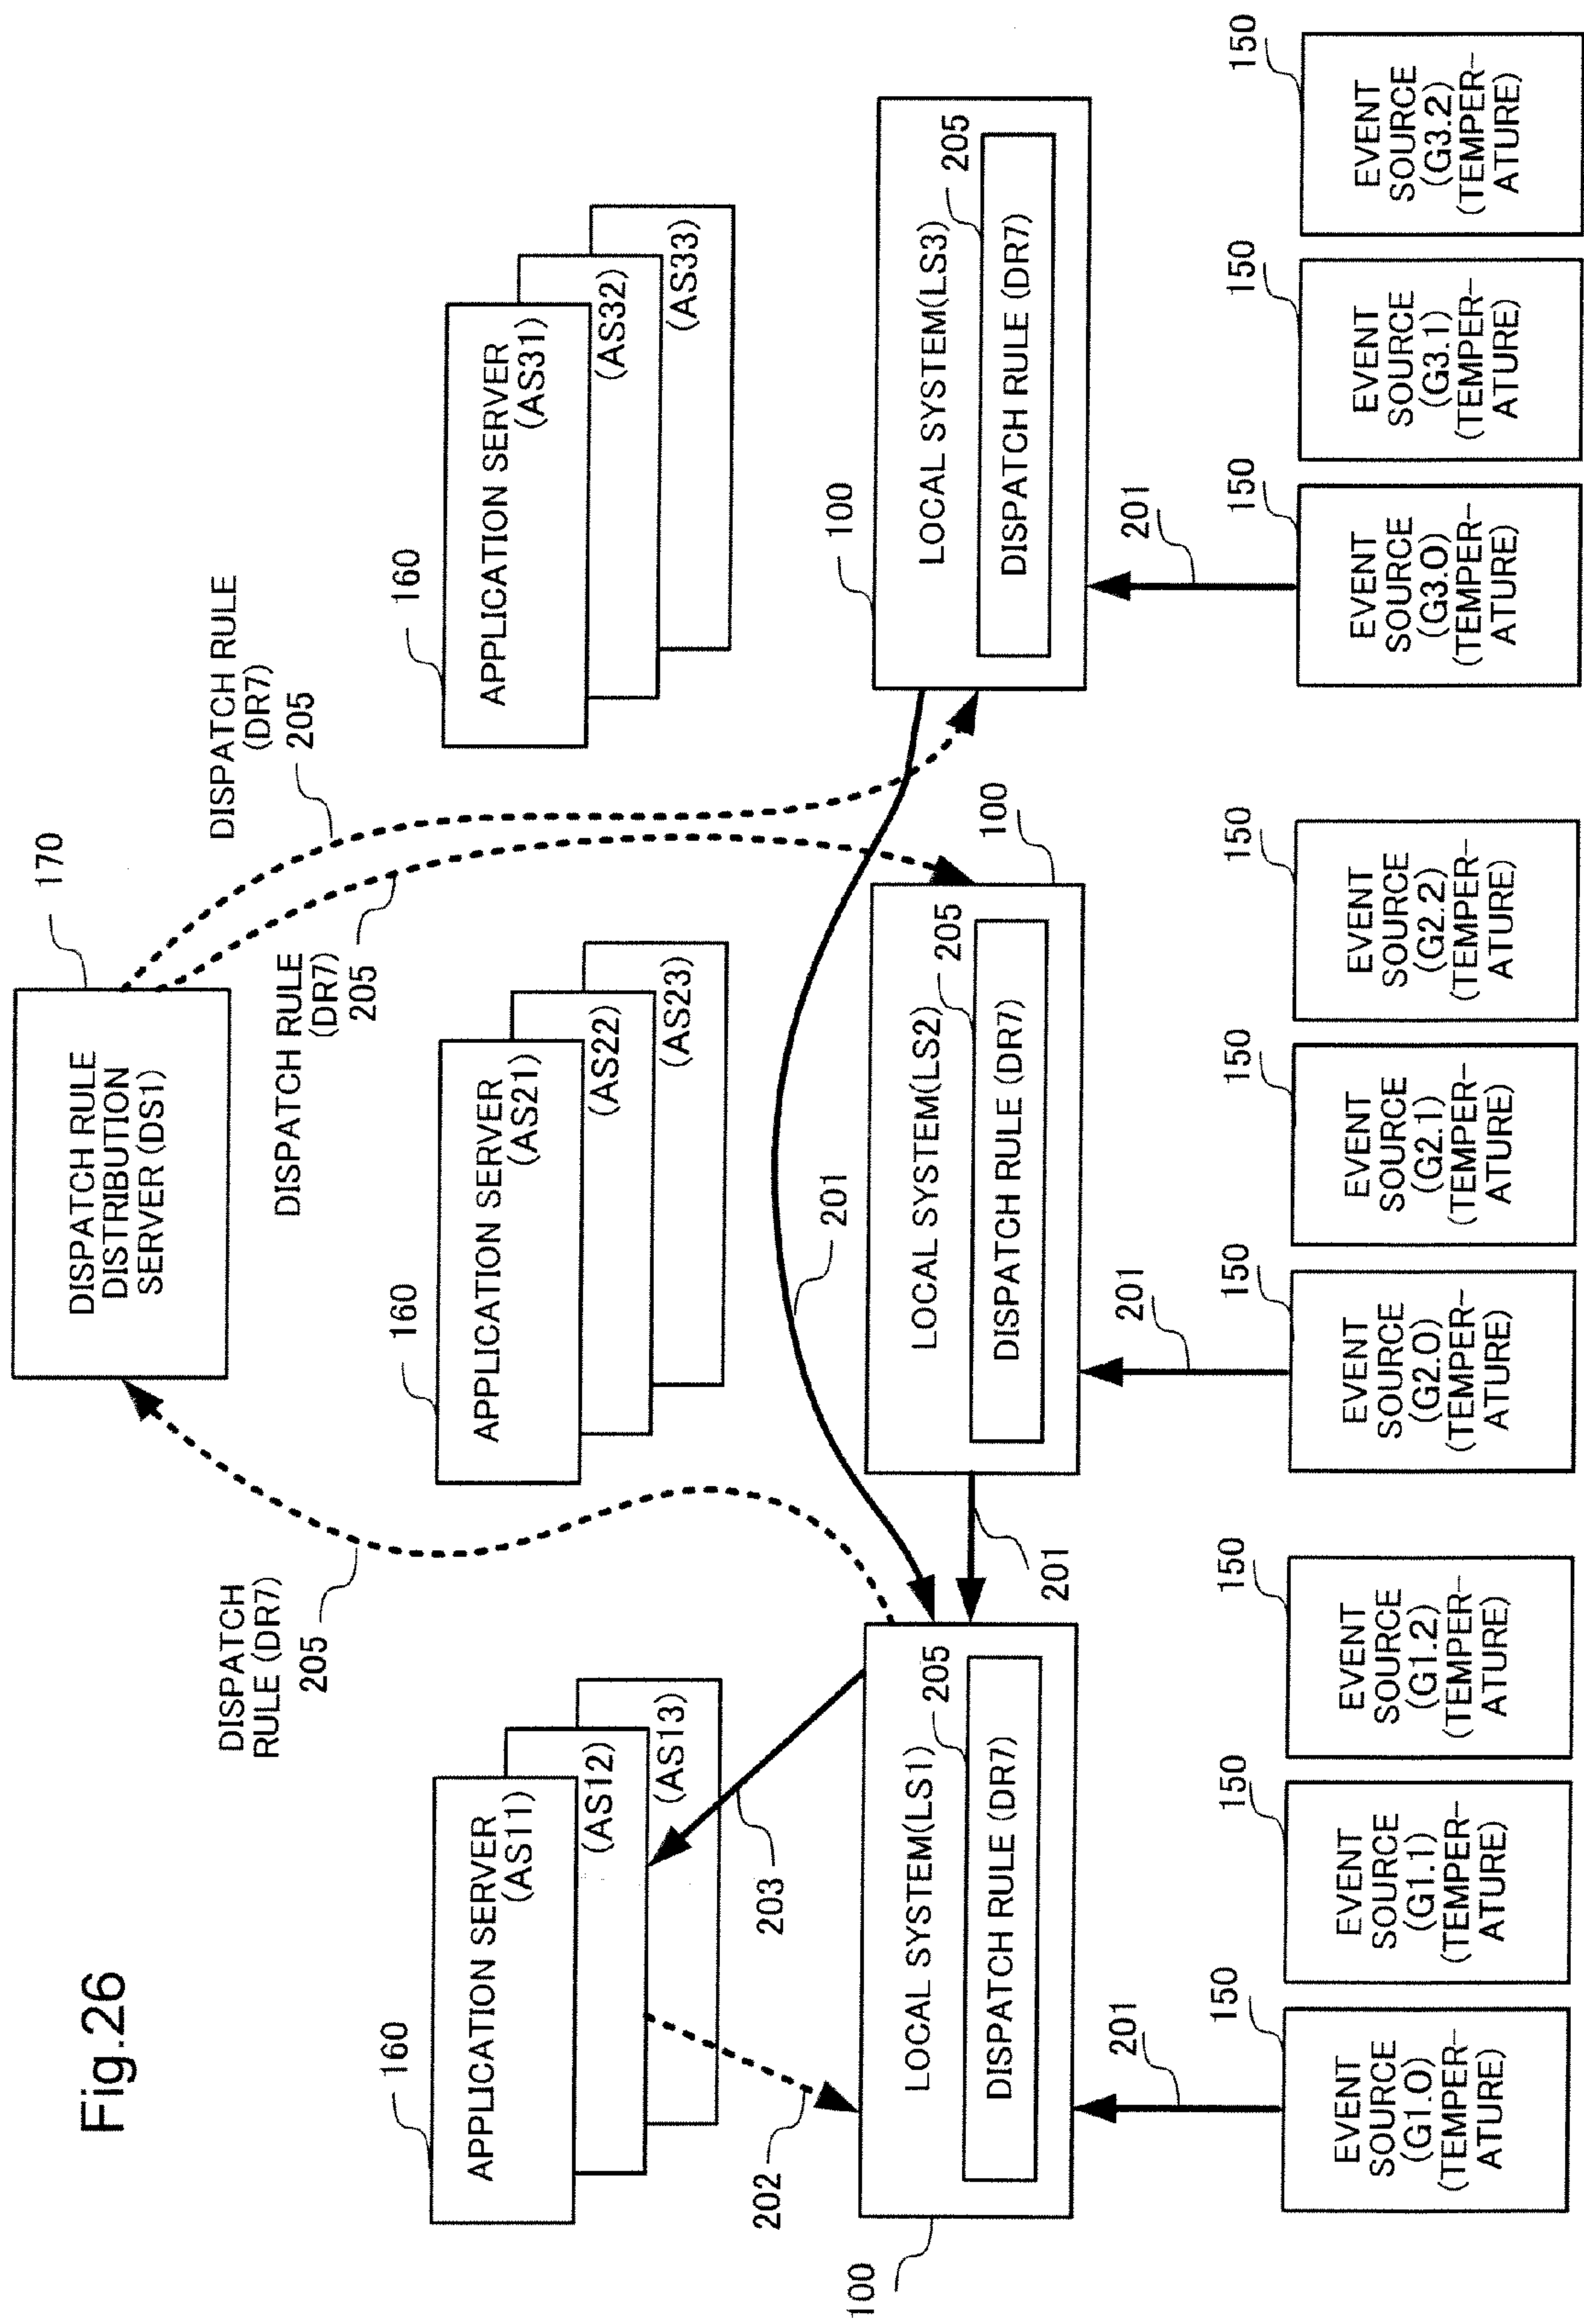 Fig.26
DISPATCH RULE
DISTRIBUTION
SERVER (DS1)
170
DISPATCH
RULE (DR7)
205
DISPATCH RULE
(DR7)
205
DISPATCH RULE
(DR7)
205
160
APPLICATION SERVER
(AS11)
(AS12)
(AS13)
160
APPLICATION SERVER
(AS21)
(AS22)
(AS23)
160
APPLICATION SERVER
(AS31)
(AS32)
(AS33)
202
203
201
100
LOCAL SYSTEM(LS1)
205
DISPATCH RULE (DR7)
201
100
LOCAL SYSTEM(LS2)
205
DISPATCH RULE (DR7)
100
LOCAL SYSTEM(LS3)
205
DISPATCH RULE (DR7)
201
201
201
150
EVENT
SOURCE
(G1.0)
(TEMPER-
ATURE)
150
EVENT
SOURCE
(G1.1)
(TEMPER-
ATURE)
150
EVENT
SOURCE
(G1.2)
(TEMPER-
ATURE)
150
EVENT
SOURCE
(G2.0)
(TEMPER-
ATURE)
150
EVENT
SOURCE
(G2.1)
(TEMPER-
ATURE)
150
EVENT
SOURCE
(G2.2)
(TEMPER-
ATURE)
150
EVENT
SOURCE
(G3.0)
(TEMPER-
ATURE)
150
EVENT
SOURCE
(G3.1)
(TEMPER-
ATURE)
150
EVENT
SOURCE
(G3.2)
(TEMPER-
ATURE)